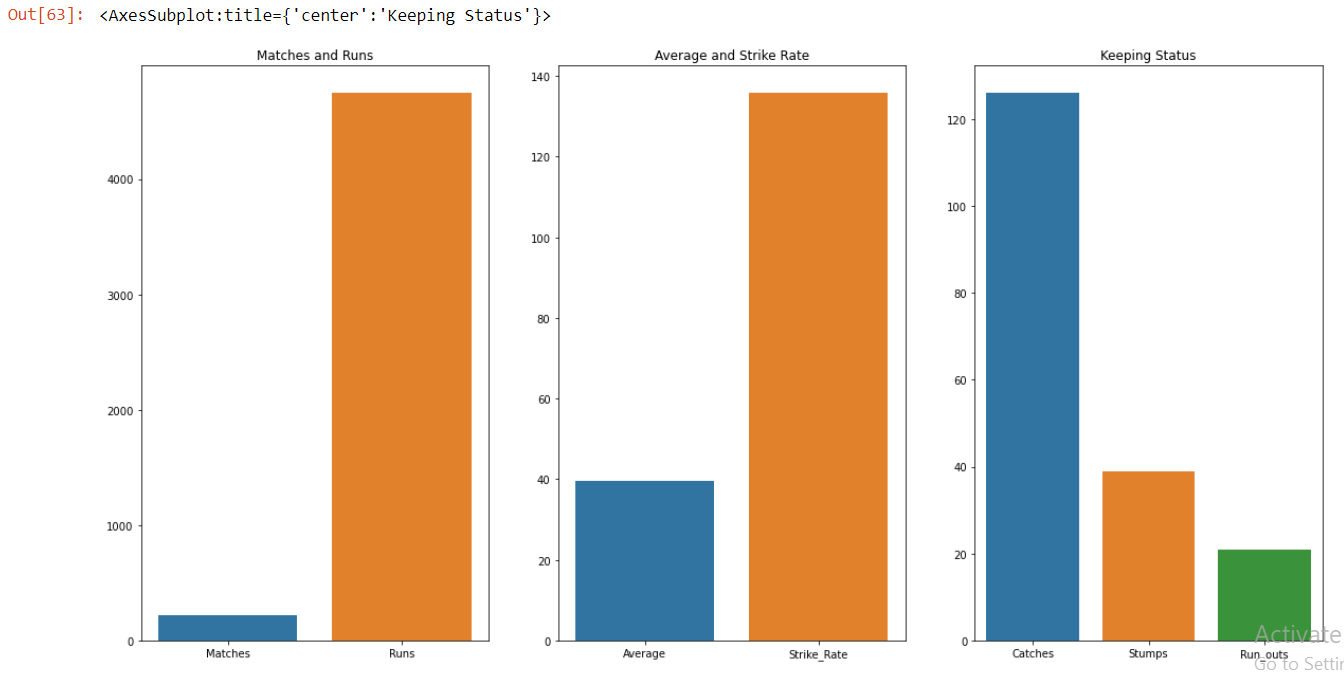 Out[63]: <AxesSubplot:title={'center':'Keeping Status'}>
Matches and Runs
4000
3000
2000
1000
0
Matches Runs
Average and Strike Rate
140
120
100
80
60
40
20
0
Average Strike_Rate
Keeping Status
120
100
80
60
40
20
0
Catches Stumps Run_outs
Activate
Go to Settin